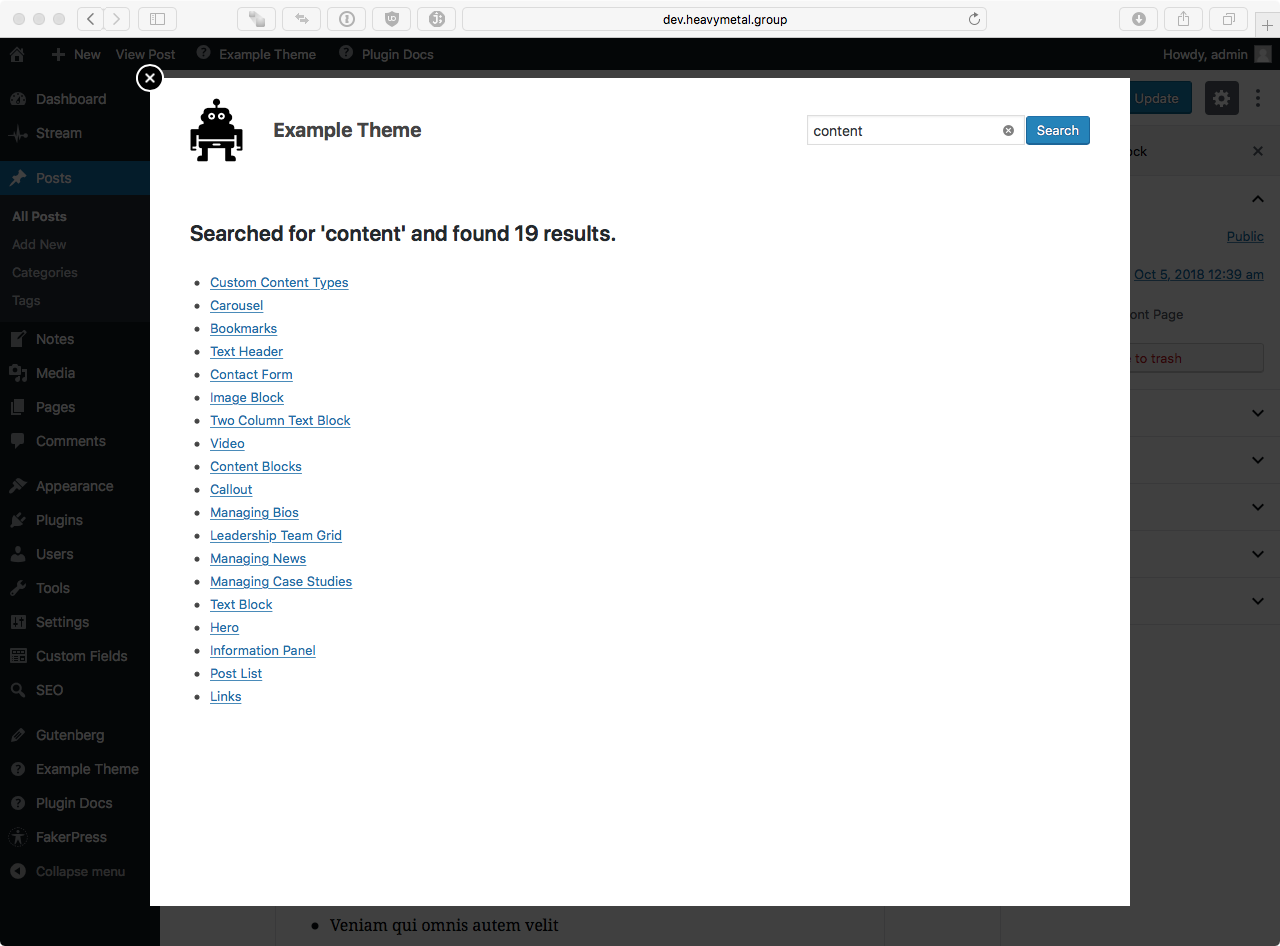 dev.heavymetal.group
New View Post Example Theme Plugin Docs Howdy, admin
Dashboard
Stream
Posts
All Posts
Add New
Categories
Tags
Notes
Media
Pages
Comments
Appearance
Plugins
Users
Tools
Settings
Custom Fields
SEO
Gutenberg
Example Theme
Plugin Docs
FakerPress
Collapse menu
Example Theme
content
Search
Searched for 'content' and found 19 results.
Custom Content Types
Carousel
Bookmarks
Text Header
Contact Form
Image Block
Two Column Text Block
Video
Content Blocks
Callout
Managing Bios
Leadership Team Grid
Managing News
Managing Case Studies
Text Block
Hero
Information Panel
Post List
Links
Update
ock
Public
Oct 5, 2018 12:39 am
ont Page
to trash
Veniam qui omnis autem velit